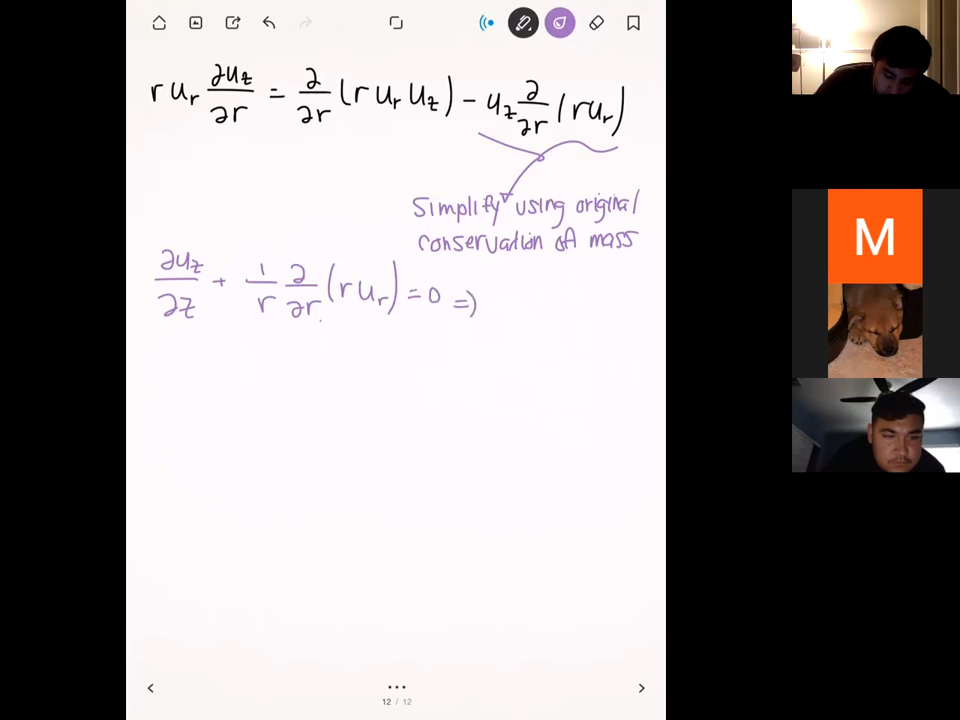 r u_r ∂u_z/∂r = ∂/∂r (r u_r u_z) - u_z ∂/∂r (r u_r)
Simplify using original
conservation of mass
∂u_z/∂z + 1/r ∂/∂r (r u_r) = 0 =>
M
12 / 12